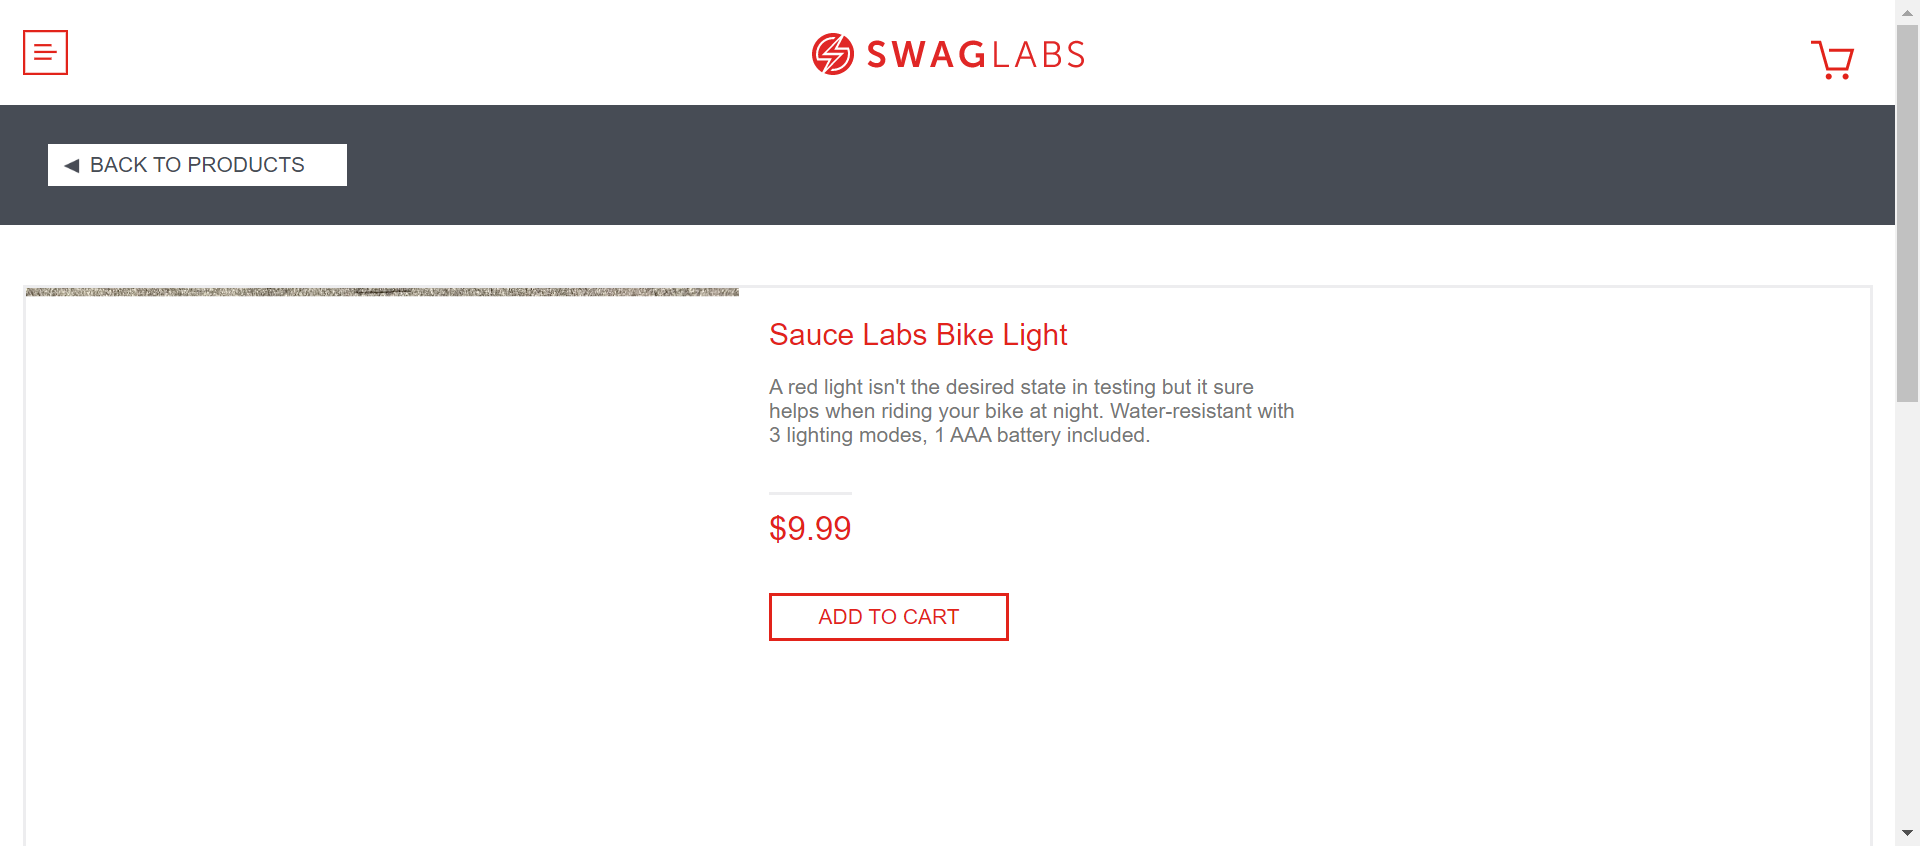 SWAGLABS
BACK TO PRODUCTS
Sauce Labs Bike Light
A red light isn't the desired state in testing but it sure
helps when riding your bike at night. Water-resistant with
3 lighting modes, 1 AAA battery included.
$9.99
ADD TO CART